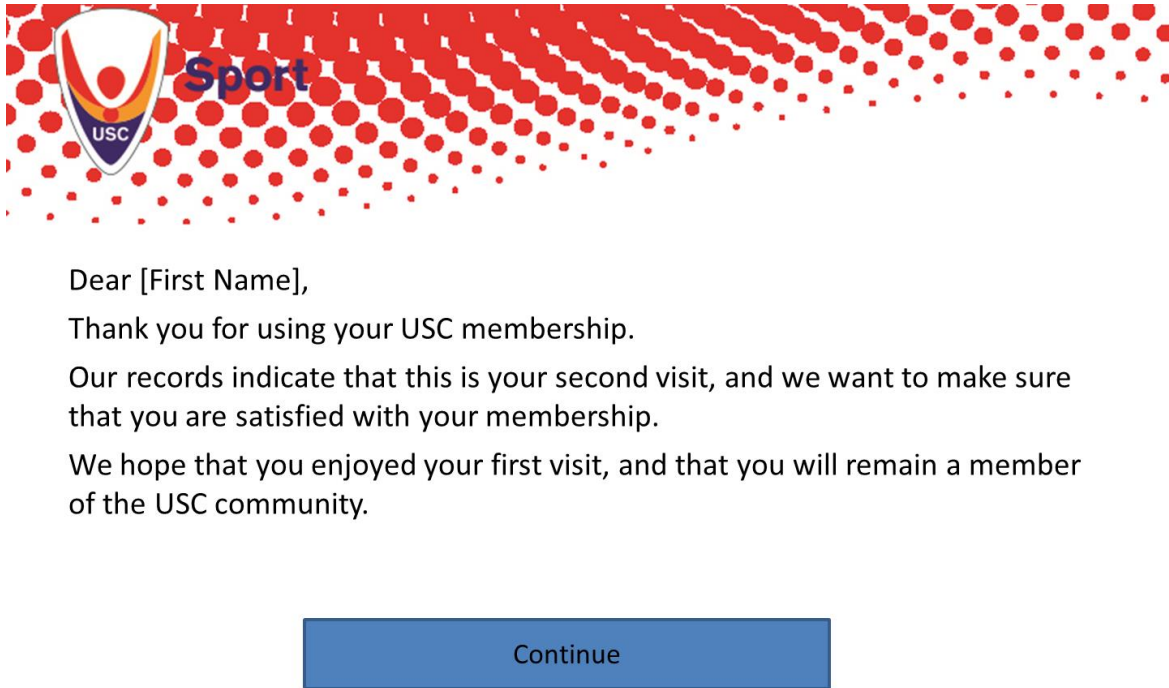 Sport
USC
Dear [First Name],
Thank you for using your USC membership.
Our records indicate that this is your second visit, and we want to make sure
that you are satisfied with your membership.
We hope that you enjoyed your first visit, and that you will remain a member
of the USC community.
Continue